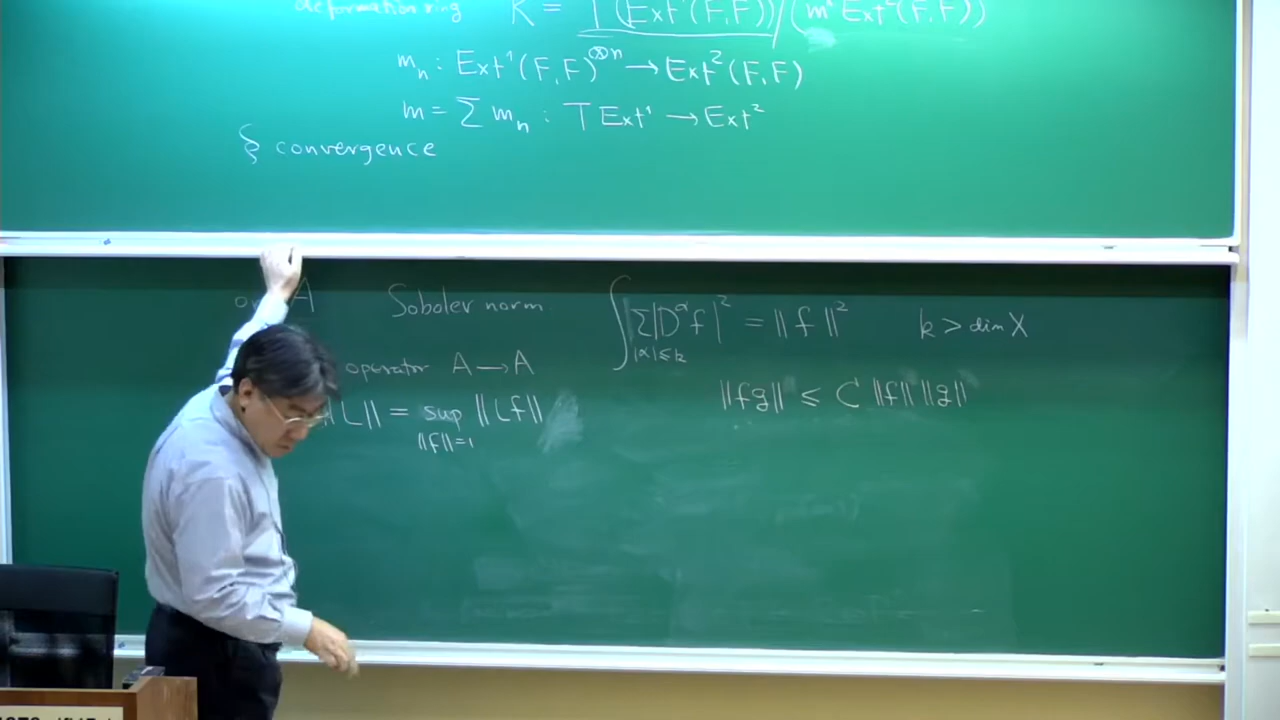 deformation ring R = T(Ext¹(F,F))/(m* Ext²(F,F))
mₙ : Ext¹(F,F)^{⊗n} → Ext²(F,F)
m = Σ mₙ : T Ext¹ → Ext²
§ convergence
on A Sobolev norm ∫ Σ_{|α|≤k} |D^α f|² = ||f||² k > dim X
operator A → A
||L|| = sup_{||f||=1} ||Lf|| ||fg|| ≤ C ||f|| ||g||